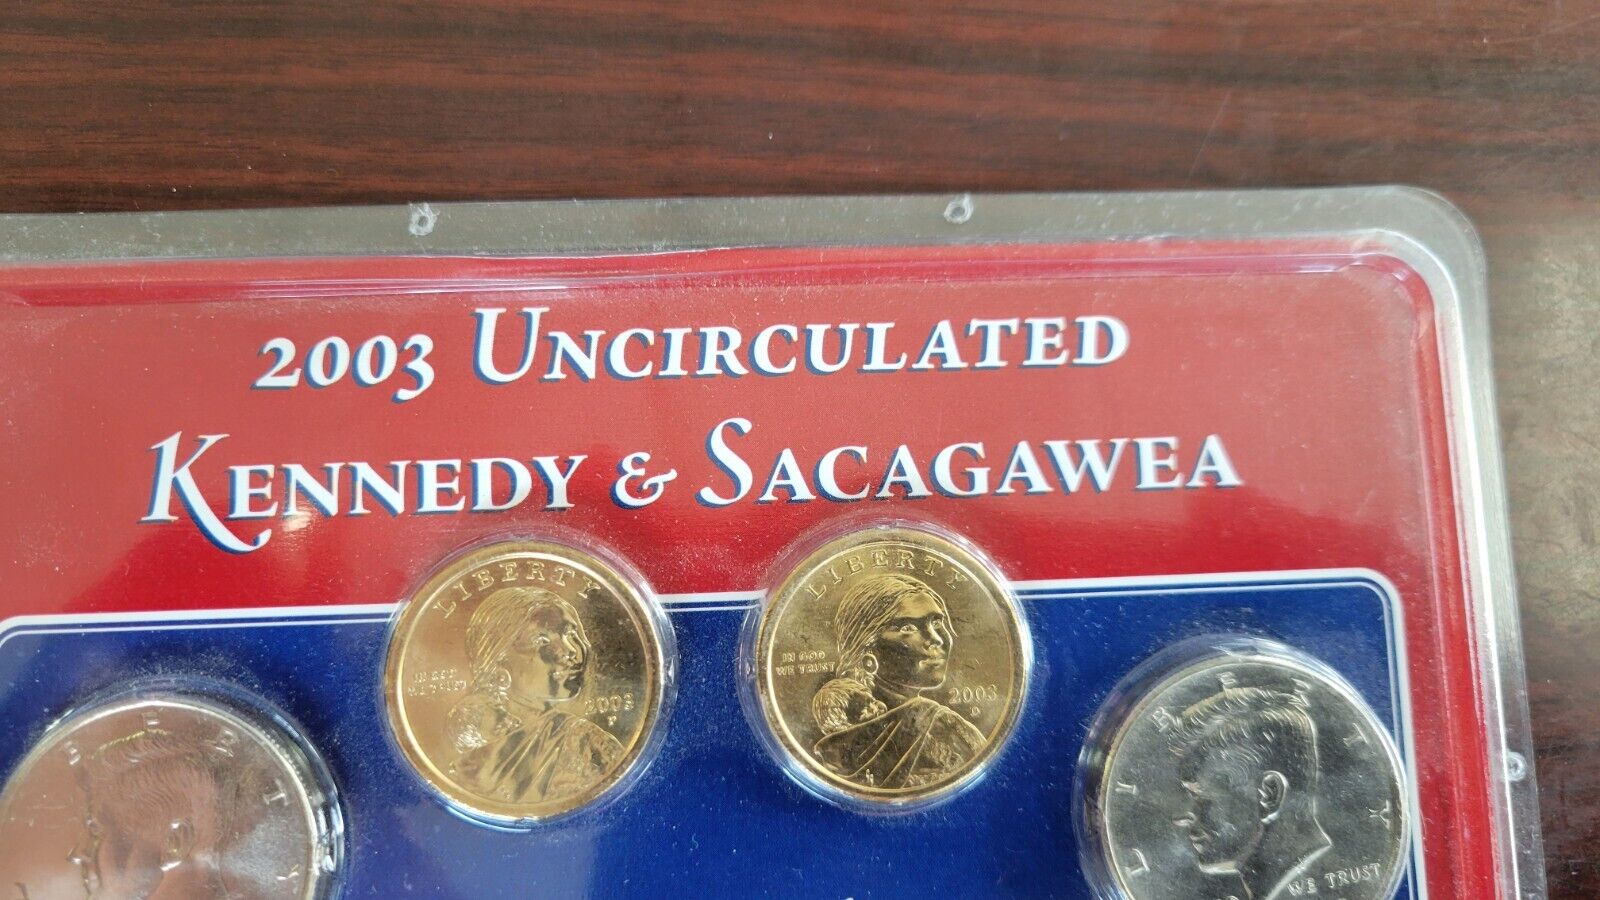 2003 UNCIRCULATED
KENNEDY & SACAGAWEA
LIBERTY
IN GOD
WE TRUST
2003
P
LIBERTY
IN GOD
WE TRUST
2003
D
BERTY
LIBERTY
WE TRUST